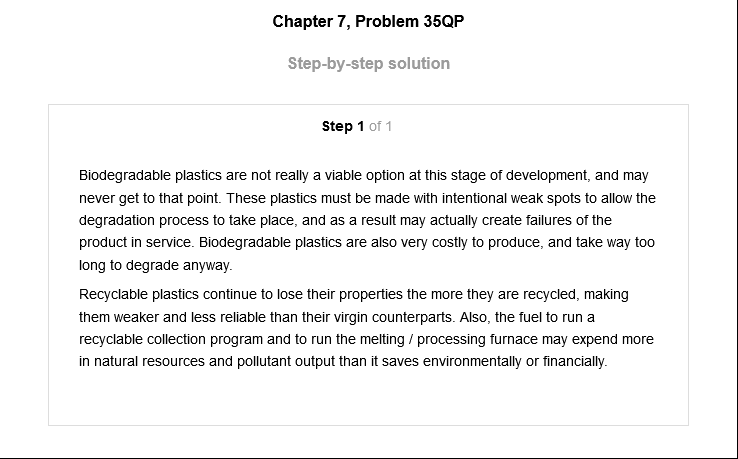 Chapter 7, Problem 35QP
Step-by-step solution
Step 1 of 1
Biodegradable plastics are not really a viable option at this stage of development, and may
never get to that point. These plastics must be made with intentional weak spots to allow the
degradation process to take place, and as a result may actually create failures of the
product in service. Biodegradable plastics are also very costly to produce, and take way too
long to degrade anyway.
Recyclable plastics continue to lose their properties the more they are recycled, making
them weaker and less reliable than their virgin counterparts. Also, the fuel to run a
recyclable collection program and to run the melting / processing furnace may expend more
in natural resources and pollutant output than it saves environmentally or financially.